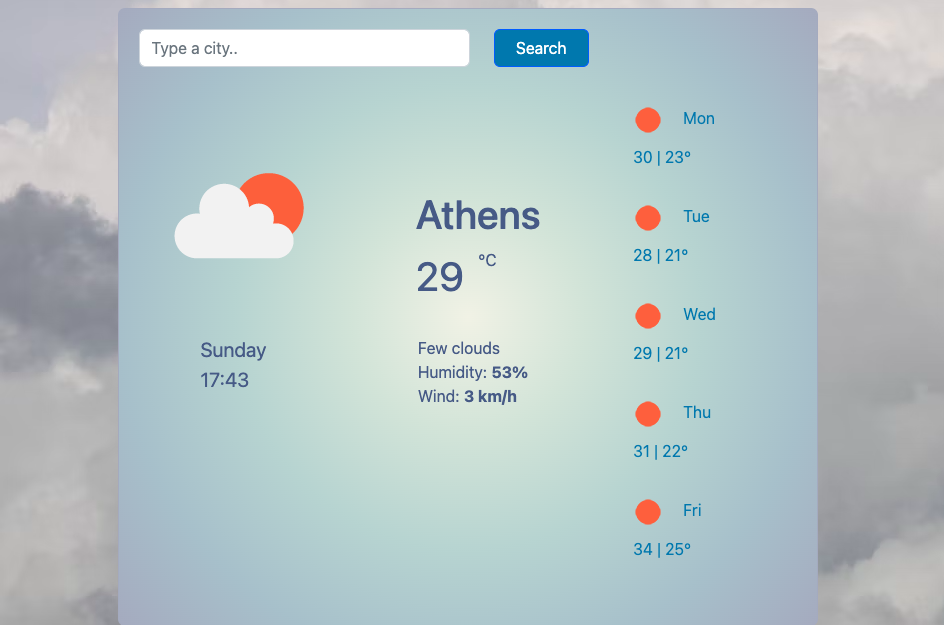 Type a city..
Search
Athens
29 °C
Few clouds
Humidity: 53%
Wind: 3 km/h
Sunday
17:43
Mon
30 | 23°
Tue
28 | 21°
Wed
29 | 21°
Thu
31 | 22°
Fri
34 | 25°